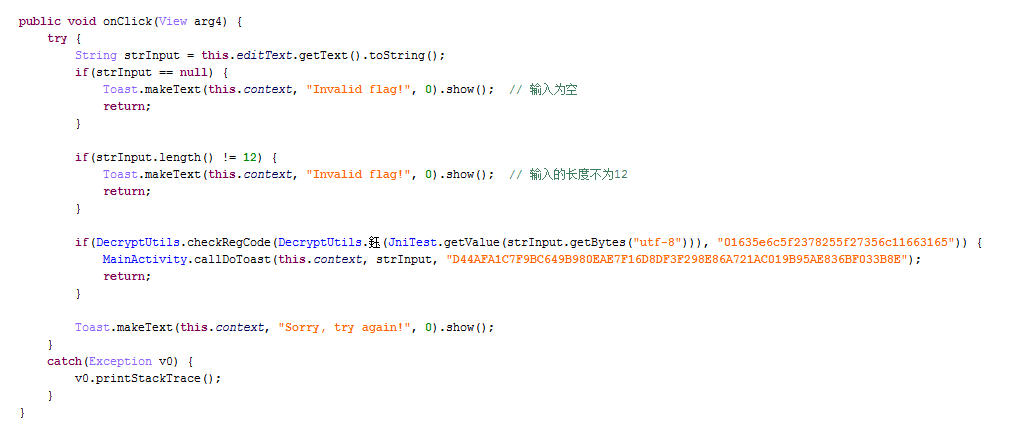 public void onClick(View arg4) {
    try {
        String strInput = this.editText.getText().toString();
        if(strInput == null) {
            Toast.makeText(this.context, "Invalid flag!", 0).show();  // 输入为空
            return;
        }

        if(strInput.length() != 12) {
            Toast.makeText(this.context, "Invalid flag!", 0).show();  // 输入的长度不为12
            return;
        }

        if(DecryptUtils.checkRegCode(DecryptUtils.鈺(JniTest.getValue(strInput.getBytes("utf-8"))), "01635e6c5f2378255f27356c11663165")) {
            MainActivity.callDoToast(this.context, strInput, "D44AFA1C7F9BC649B980EAE7F16D8DF3F298E86A721AC019B95AE836BF033B8E");
            return;
        }

        Toast.makeText(this.context, "Sorry, try again!", 0).show();
    }
    catch(Exception v0) {
        v0.printStackTrace();
    }
}